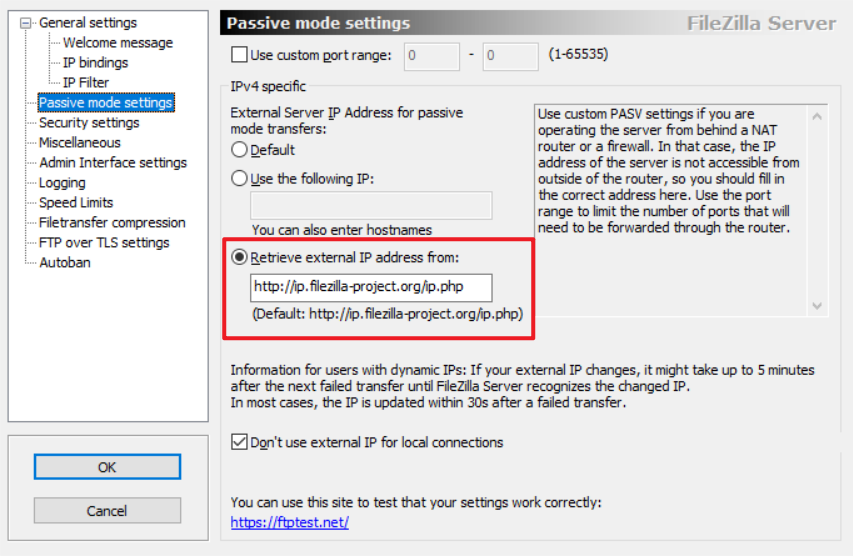 General settings
Welcome message
IP bindings
IP Filter
Passive mode settings
Security settings
Miscellaneous
Admin Interface settings
Logging
Speed Limits
Filetransfer compression
FTP over TLS settings
Autoban
OK
Cancel
Passive mode settings
FileZilla Server
Use custom port range: 0 - 0 (1-65535)
IPv4 specific
External Server IP Address for passive
mode transfers:
Default
Use the following IP:
You can also enter hostnames
Retrieve external IP address from:
http://ip.filezilla-project.org/ip.php
(Default: http://ip.filezilla-project.org/ip.php)
Use custom PASV settings if you are
operating the server from behind a NAT
router or a firewall. In that case, the IP
address of the server is not accessible from
outside of the router, so you should fill in
the correct address here. Use the port
range to limit the number of ports that will
need to be forwarded through the router.
Information for users with dynamic IPs: If your external IP changes, it might take up to 5 minutes
after the next failed transfer until FileZilla Server recognizes the changed IP.
In most cases, the IP is updated within 30s after a failed transfer.
Don't use external IP for local connections
You can use this site to test that your settings work correctly:
https://ftptest.net/